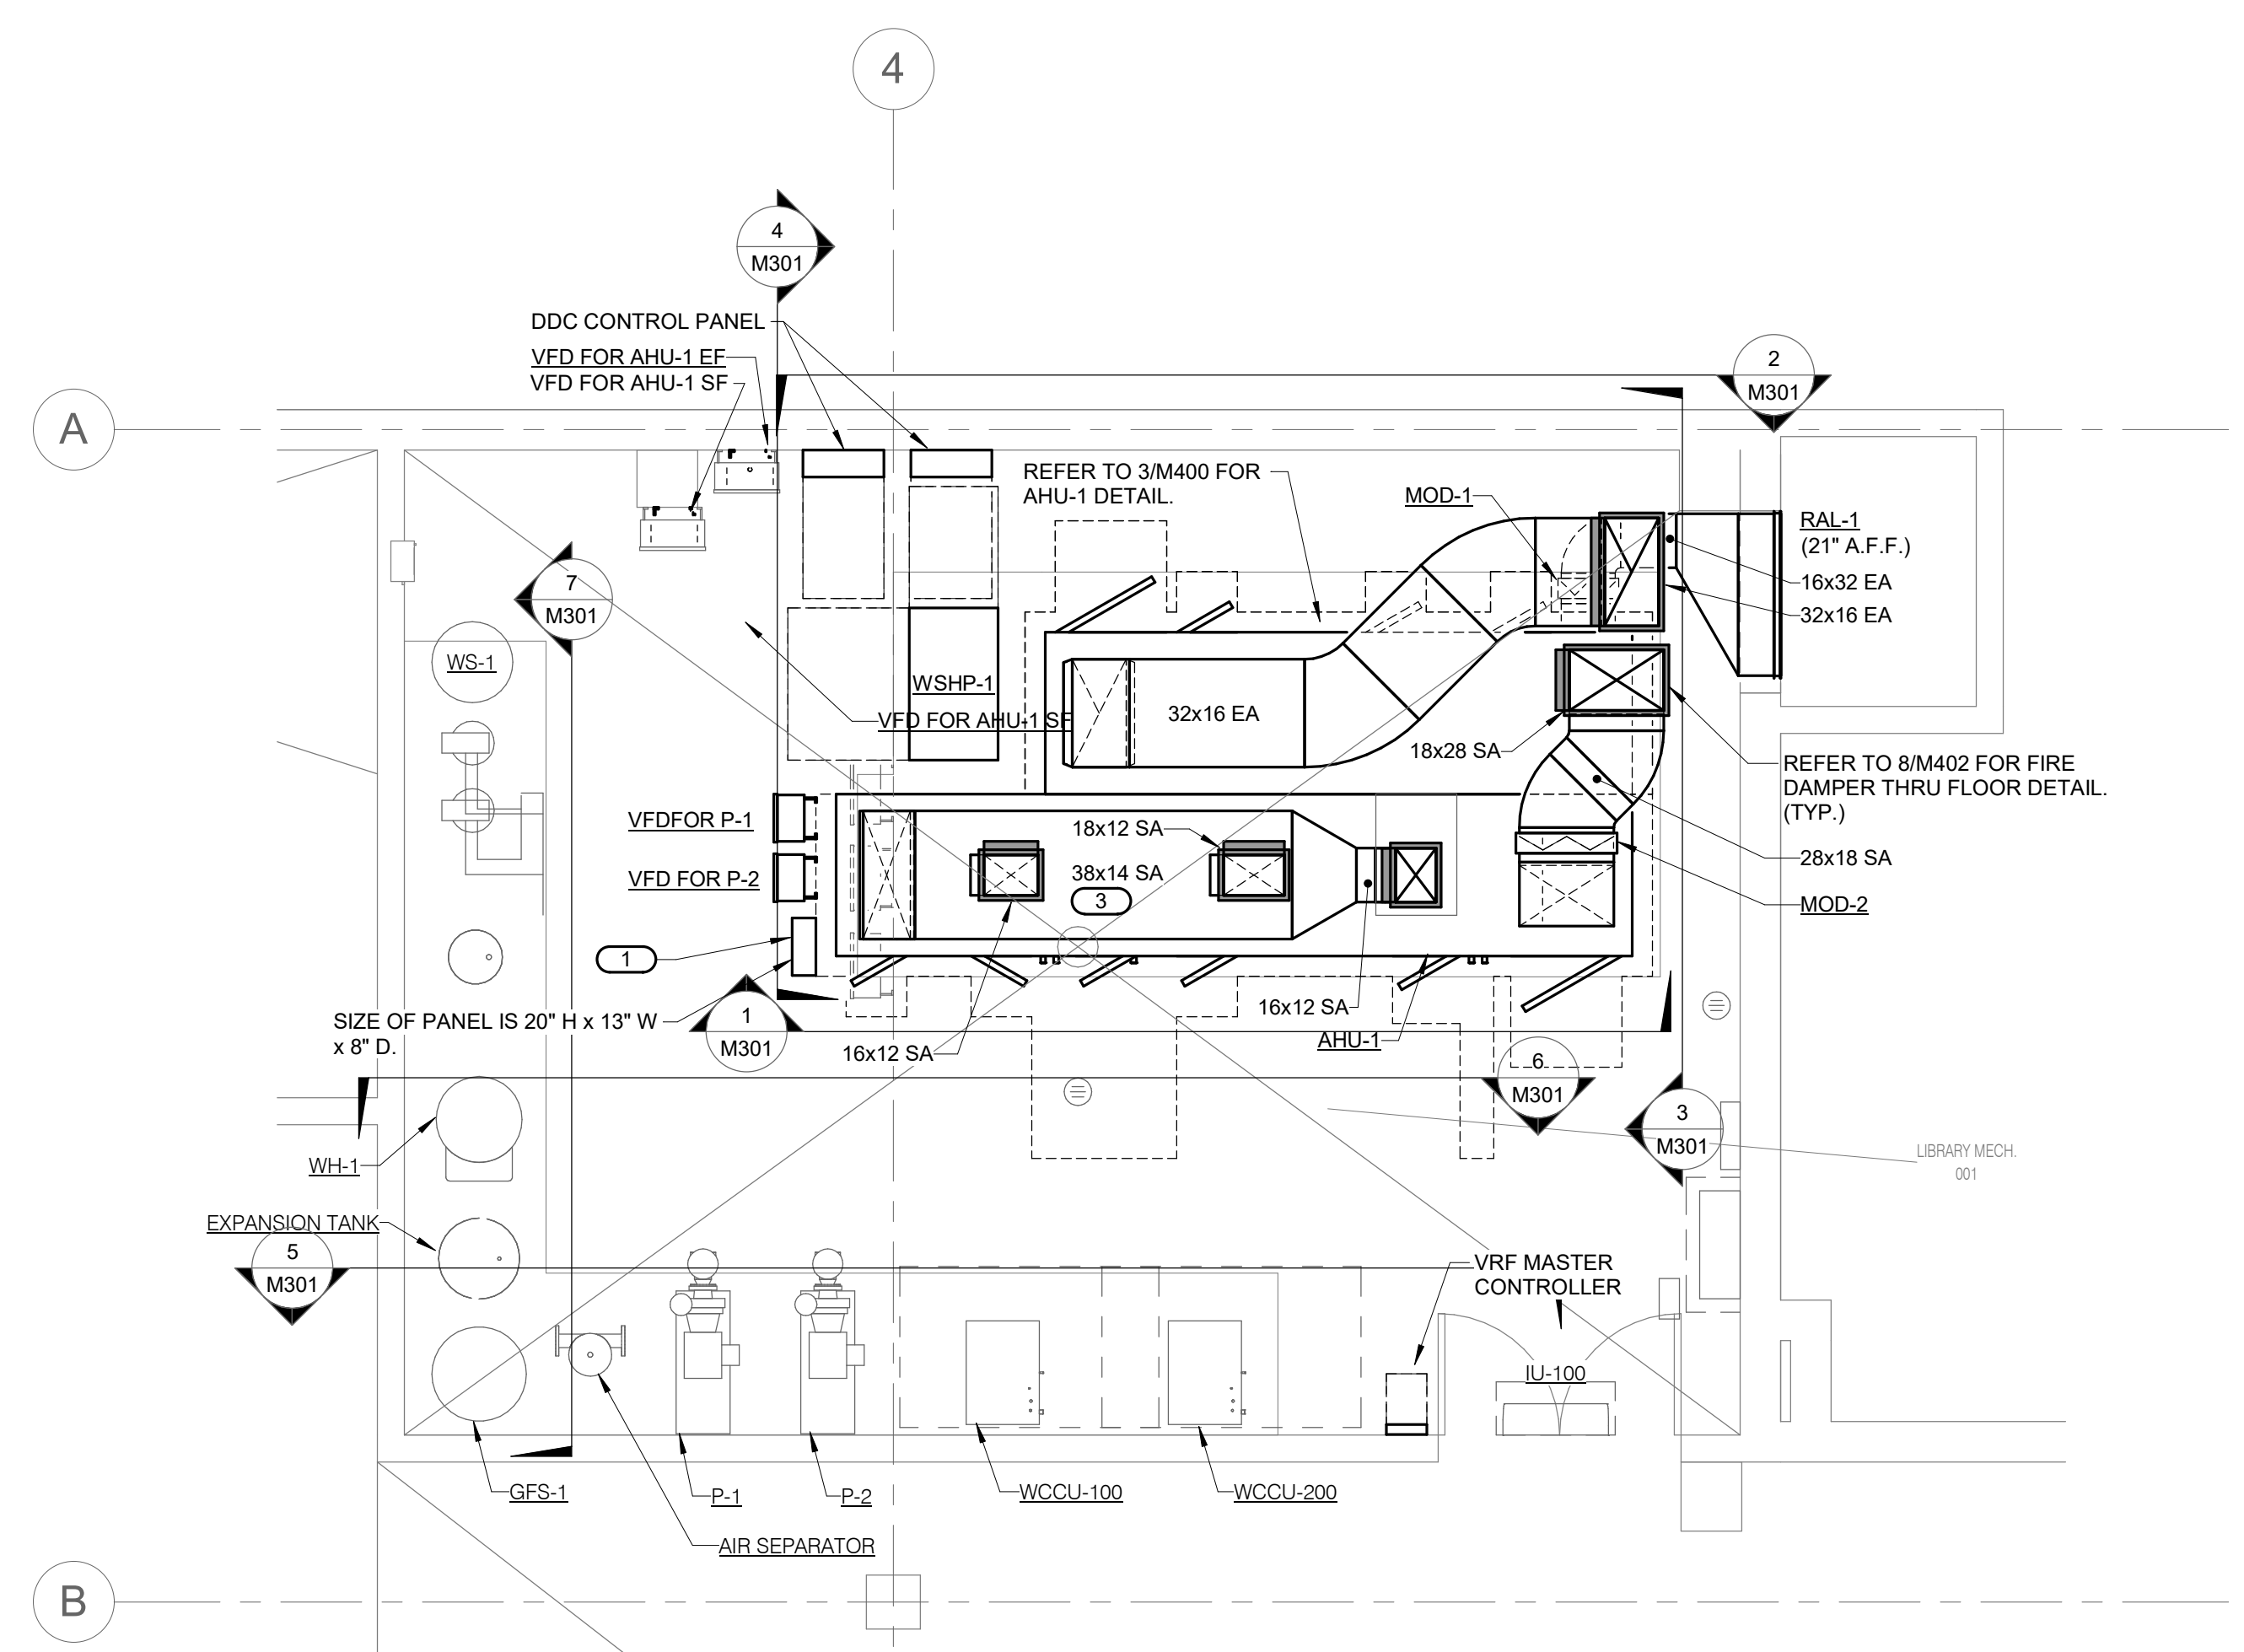 4
4
M301
DDC CONTROL PANEL
VFD FOR AHU-1 EF
VFD FOR AHU-1 SF
2
M301
A
REFER TO 3/M400 FOR
AHU-1 DETAIL.
MOD-1
RAL-1
(21" A.F.F.)
16x32 EA
32x16 EA
7
M301
WS-1
WSHP-1
VFD FOR AHU-1 SF
32x16 EA
18x28 SA
REFER TO 8/M402 FOR FIRE
DAMPER THRU FLOOR DETAIL.
(TYP.)
VFDFOR P-1
VFD FOR P-2
18x12 SA
38x14 SA
3
28x18 SA
MOD-2
1
SIZE OF PANEL IS 20" H x 13" W
x 8" D.
1
M301
16x12 SA
16x12 SA
AHU-1
6
M301
3
M301
LIBRARY MECH.
001
WH-1
EXPANSION TANK
5
M301
VRF MASTER
CONTROLLER
IU-100
GFS-1
P-1
P-2
WCCU-100
WCCU-200
AIR SEPARATOR
B